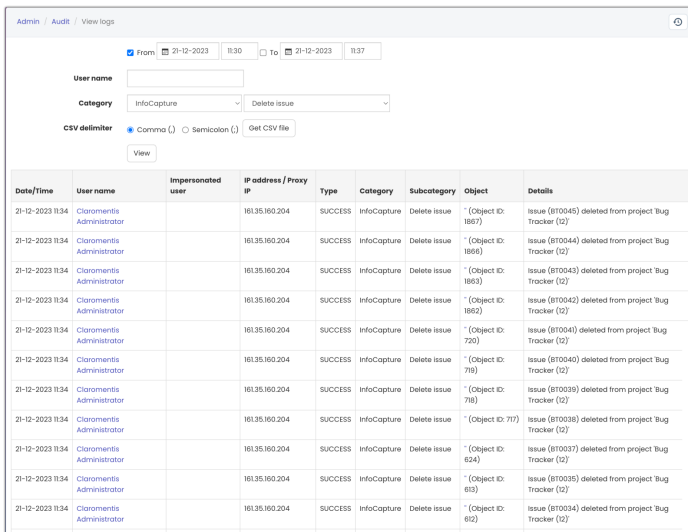 Admin / Audit / View logs
From 21-12-2023 11:30 To 21-12-2023 11:37
User name
Category InfoCapture Delete issue
CSV delimiter Comma (,) Semicolon (;) Get CSV file
View
Date/Time User name Impersonated user IP address / Proxy IP Type Category Subcategory Object Details
21-12-2023 11:34 Claromentis Administrator 161.35.160.204 SUCCESS InfoCapture Delete issue '' (Object ID: 1867) Issue (BT0045) deleted from project 'Bug Tracker (12)'
21-12-2023 11:34 Claromentis Administrator 161.35.160.204 SUCCESS InfoCapture Delete issue '' (Object ID: 1866) Issue (BT0044) deleted from project 'Bug Tracker (12)'
21-12-2023 11:34 Claromentis Administrator 161.35.160.204 SUCCESS InfoCapture Delete issue '' (Object ID: 1863) Issue (BT0043) deleted from project 'Bug Tracker (12)'
21-12-2023 11:34 Claromentis Administrator 161.35.160.204 SUCCESS InfoCapture Delete issue '' (Object ID: 1862) Issue (BT0042) deleted from project 'Bug Tracker (12)'
21-12-2023 11:34 Claromentis Administrator 161.35.160.204 SUCCESS InfoCapture Delete issue '' (Object ID: 720) Issue (BT0041) deleted from project 'Bug Tracker (12)'
21-12-2023 11:34 Claromentis Administrator 161.35.160.204 SUCCESS InfoCapture Delete issue '' (Object ID: 719) Issue (BT0040) deleted from project 'Bug Tracker (12)'
21-12-2023 11:34 Claromentis Administrator 161.35.160.204 SUCCESS InfoCapture Delete issue '' (Object ID: 718) Issue (BT0039) deleted from project 'Bug Tracker (12)'
21-12-2023 11:34 Claromentis Administrator 161.35.160.204 SUCCESS InfoCapture Delete issue '' (Object ID: 717) Issue (BT0038) deleted from project 'Bug Tracker (12)'
21-12-2023 11:34 Claromentis Administrator 161.35.160.204 SUCCESS InfoCapture Delete issue '' (Object ID: 624) Issue (BT0037) deleted from project 'Bug Tracker (12)'
21-12-2023 11:34 Claromentis Administrator 161.35.160.204 SUCCESS InfoCapture Delete issue '' (Object ID: 613) Issue (BT0035) deleted from project 'Bug Tracker (12)'
21-12-2023 11:34 Claromentis Administrator 161.35.160.204 SUCCESS InfoCapture Delete issue '' (Object ID: 612) Issue (BT0034) deleted from project 'Bug Tracker (12)'